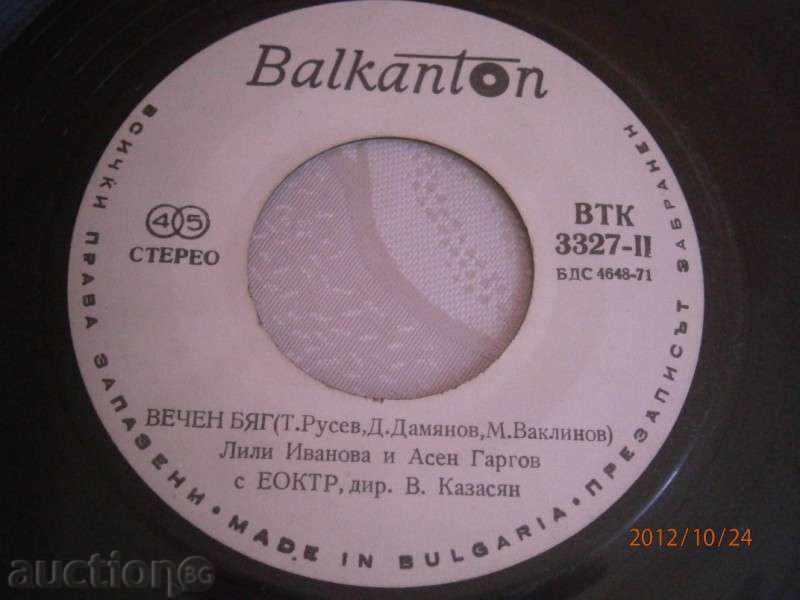 Balkanton
45
СТЕРЕО
ВТК
3327-II
БДС 4648-71
ВЕЧЕН БЯГ(Т.Русев,Д.Дамянов,М.Ваклинов)
Лили Иванова и Асен Гаргов
с ЕОКТР, дир. В. Казасян
ВСИЧКИ ПРАВА ЗАПАЗЕНИ • MADE IN BULGARIA • ПРЕЗАПИСЪТ ЗАБРАНЕН
2012/10/24
auction BG